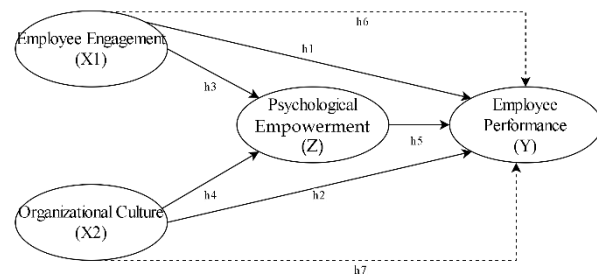 Employee Engagement
(X1)
h6
h1
h3
Psychological
Empowerment
(Z)
Employee
Performance
(Y)
h5
h4
h2
Organizational Culture
(X2)
h7